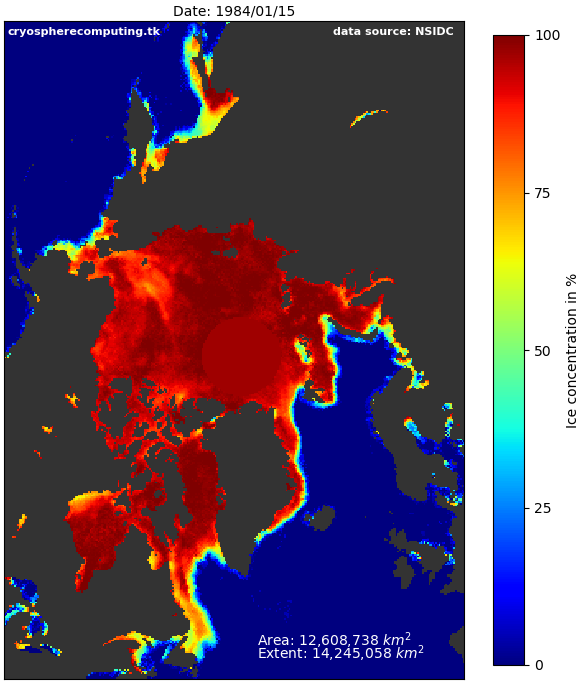 Date: 1984/01/15
cryospherecomputing.tk
data source: NSIDC
100
75
50
25
0
Ice concentration in %
Area: 12,608,738 km²
Extent: 14,245,058 km²